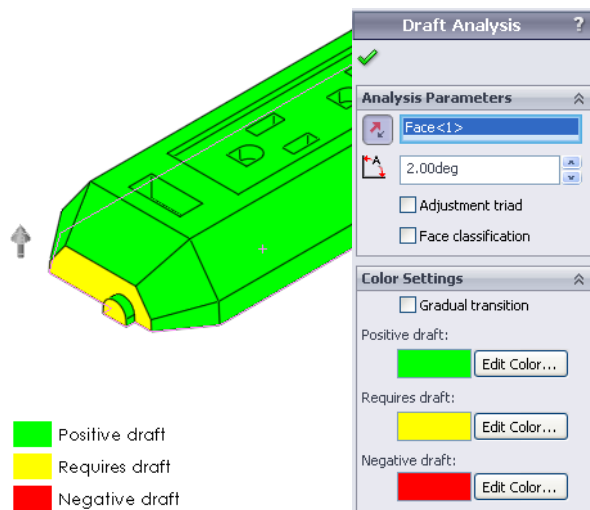 Draft Analysis ?
Analysis Parameters
Face<1>
A
2.00deg
Adjustment triad
Face classification
Color Settings
Gradual transition
Positive draft:
Edit Color...
Requires draft:
Edit Color...
Negative draft:
Edit Color...
Positive draft
Requires draft
Negative draft